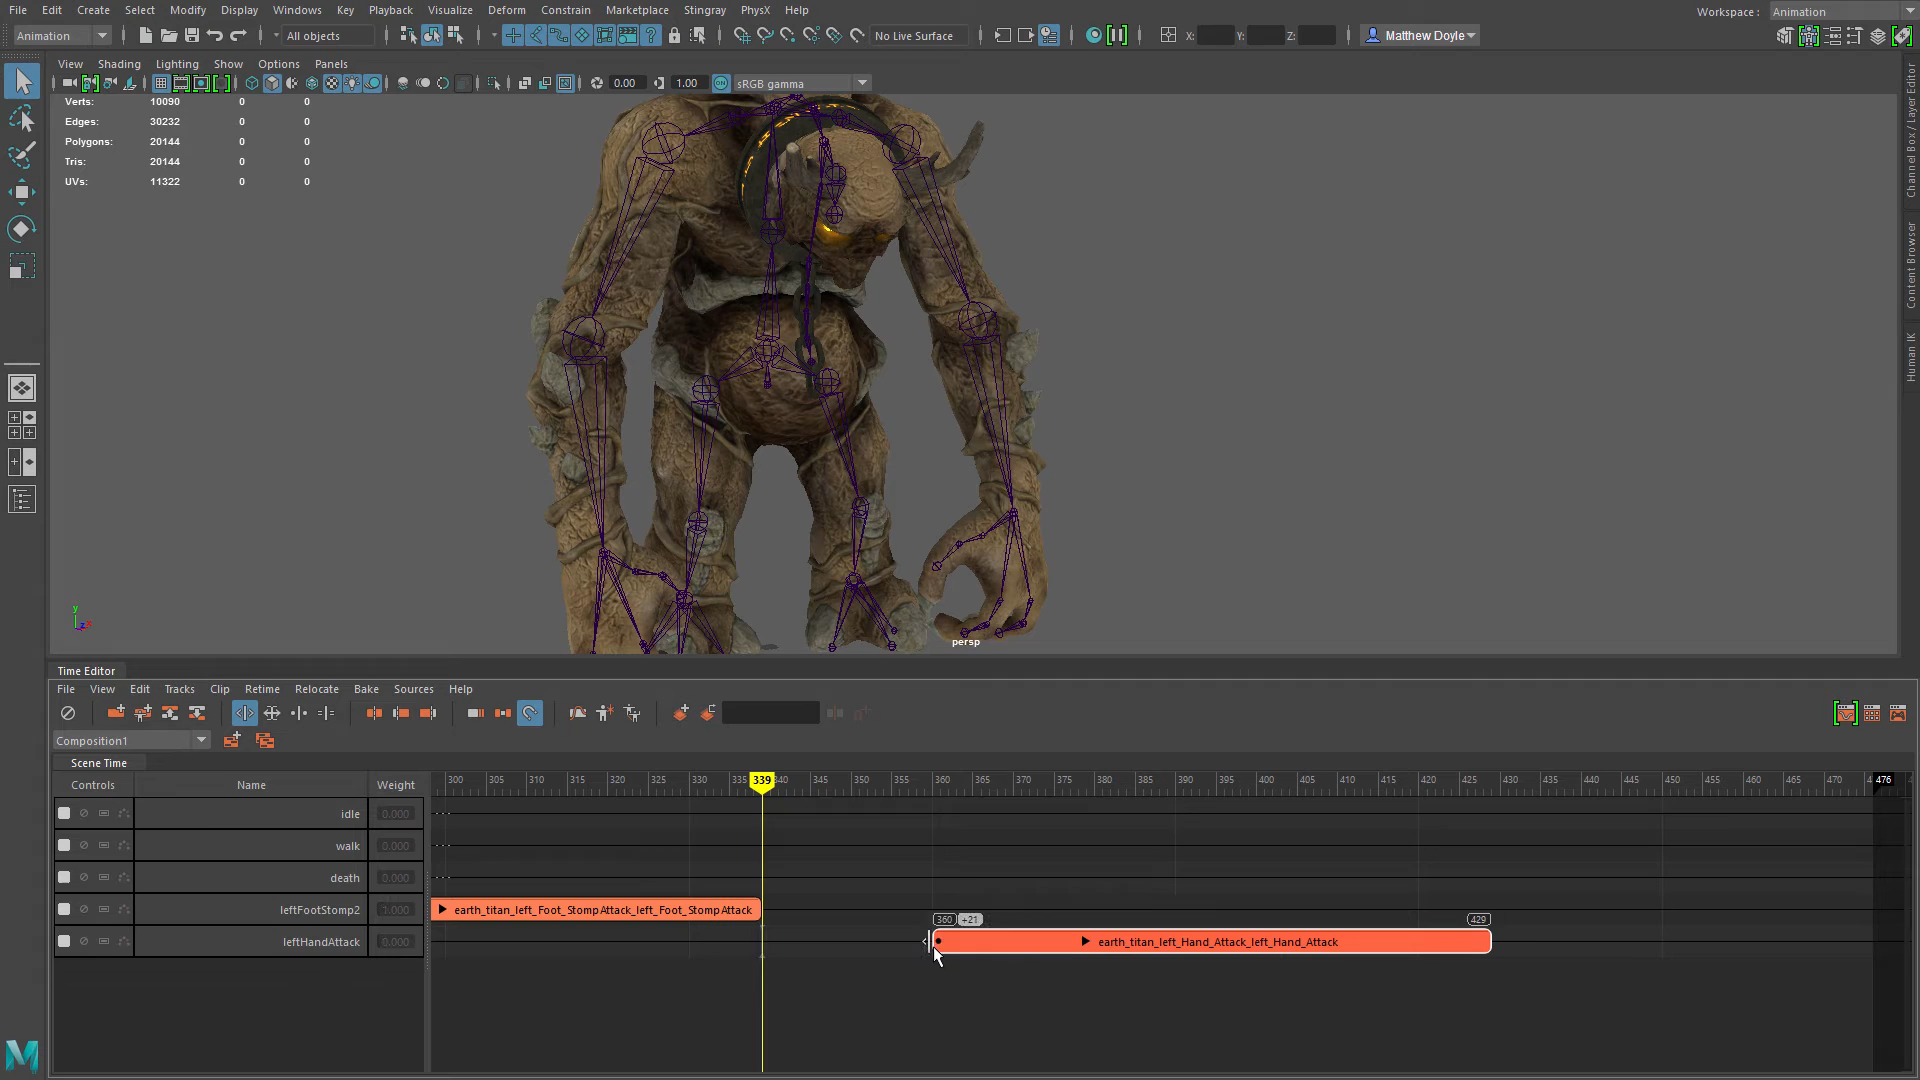 File Edit Create Select Modify Display Windows Key Playback Visualize Deform Constrain Marketplace Stingray PhysX Help Workspace : Animation
Animation All objects No Live Surface X: Y: Z: Matthew Doyle
View Shading Lighting Show Options Panels
0.00 1.00 ON sRGB gamma
Verts: 10090 0 0
Edges: 30232 0 0
Polygons: 20144 0 0
Tris: 20144 0 0
UVs: 11322 0 0
Channel Box / Layer Editor
Content Browser
Human IK
y
z x
persp
Time Editor
File View Edit Tracks Clip Retime Relocate Bake Sources Help
Composition1
Scene Time
Controls Name Weight
300 305 310 315 320 325 330 335 339 340 345 350 355 360 365 370 375 380 385 390 395 400 405 410 415 420 425 430 435 440 445 450 455 460 465 470 476
idle 0.000
walk 0.000
death 0.000
leftFootStomp2 1.000 earth_titan_left_Foot_StompAttack_left_Foot_StompAttack
360 +21 429
leftHandAttack 0.000 earth_titan_left_Hand_Attack_left_Hand_Attack
M